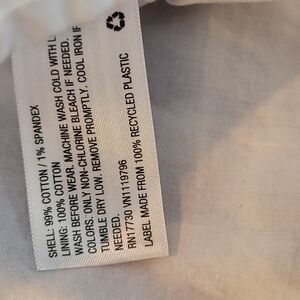 SHELL: 99% COTTON / 1% SPANDEX
LINING: 100% COTTON
WASH BEFORE WEAR. MACHINE WASH COLD WITH
COLORS. ONLY NON-CHLORINE BLEACH IF NEEDED.
TUMBLE DRY LOW. REMOVE PROMPTLY. COOL IRON IF
NEEDED.
RN17730 VN1119796
LABEL MADE FROM 100% RECYCLED PLASTIC